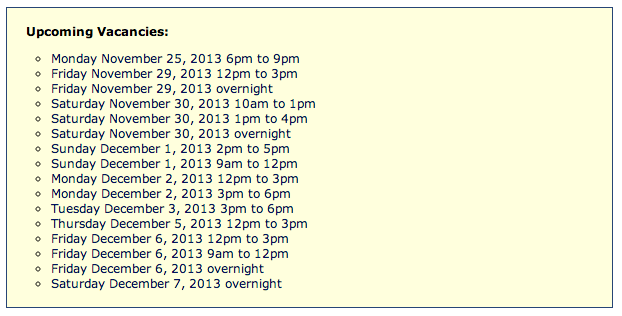 Upcoming Vacancies:
Monday November 25, 2013 6pm to 9pm
Friday November 29, 2013 12pm to 3pm
Friday November 29, 2013 overnight
Saturday November 30, 2013 10am to 1pm
Saturday November 30, 2013 1pm to 4pm
Saturday November 30, 2013 overnight
Sunday December 1, 2013 2pm to 5pm
Sunday December 1, 2013 9am to 12pm
Monday December 2, 2013 12pm to 3pm
Monday December 2, 2013 3pm to 6pm
Tuesday December 3, 2013 3pm to 6pm
Thursday December 5, 2013 12pm to 3pm
Friday December 6, 2013 12pm to 3pm
Friday December 6, 2013 9am to 12pm
Friday December 6, 2013 overnight
Saturday December 7, 2013 overnight